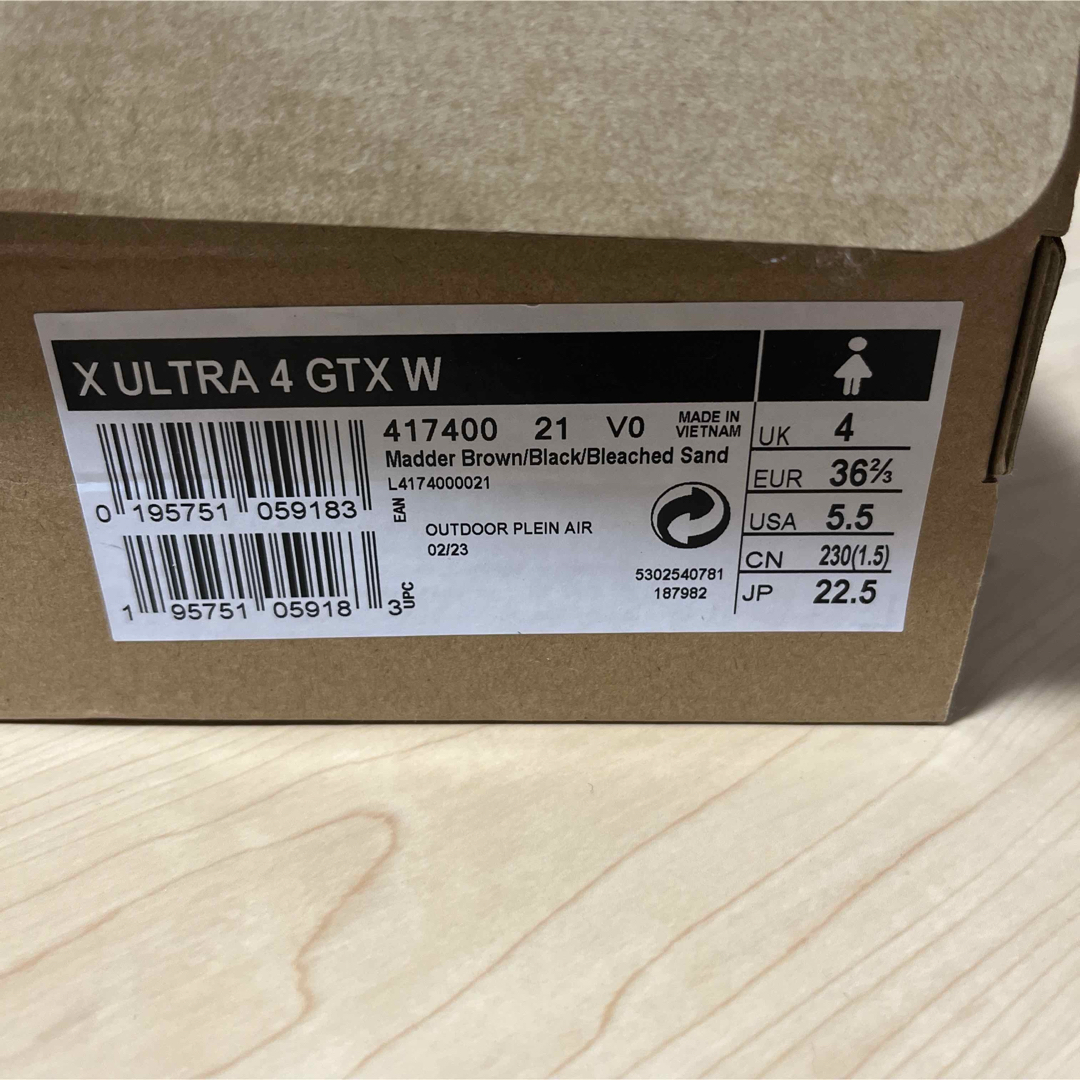 X ULTRA 4 GTX W
417400 21 V0 MADE IN VIETNAM
Madder Brown/Black/Bleached Sand
L4174000021
EAN
0 195751 059183
OUTDOOR PLEIN AIR
02/23
5302540781
187982
1 95751 05918 3
UPC
UK 4
EUR 36⅔
USA 5.5
CN 230(1.5)
JP 22.5